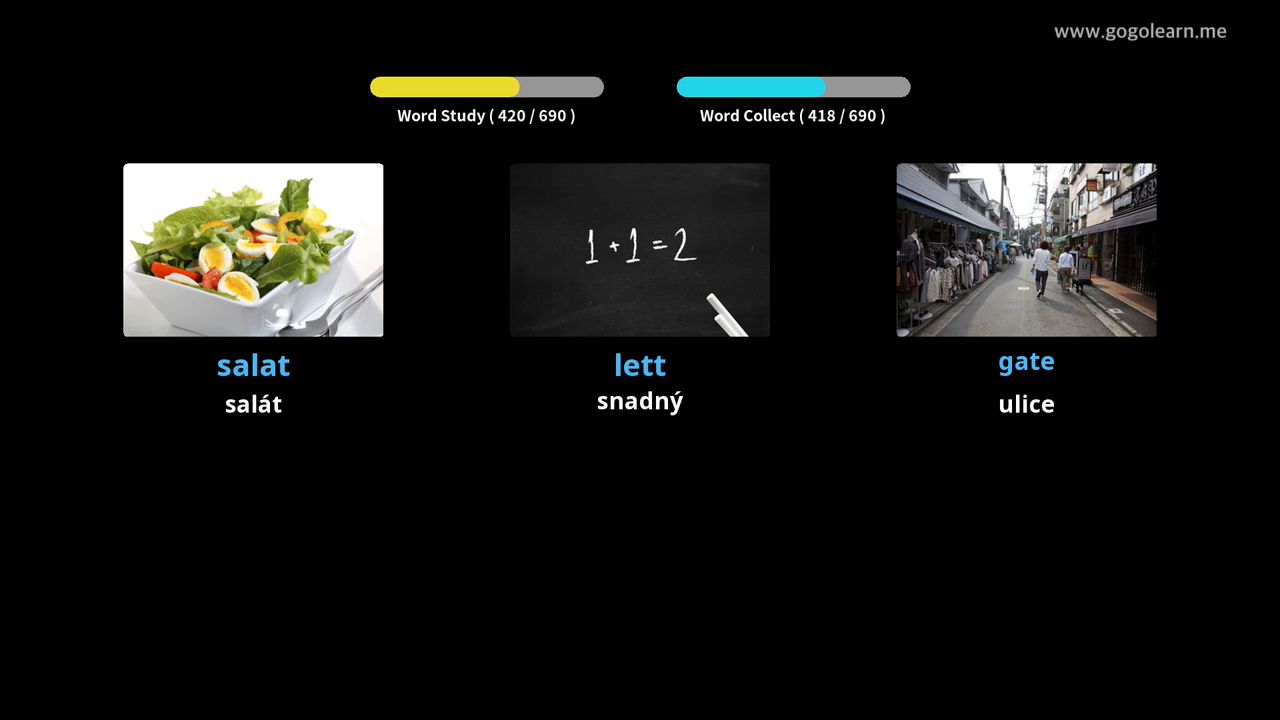 www.gogolearn.me
Word Study ( 420 / 690 )
Word Collect ( 418 / 690 )
1 + 1 = 2
salat
salát
lett
snadný
gate
ulice